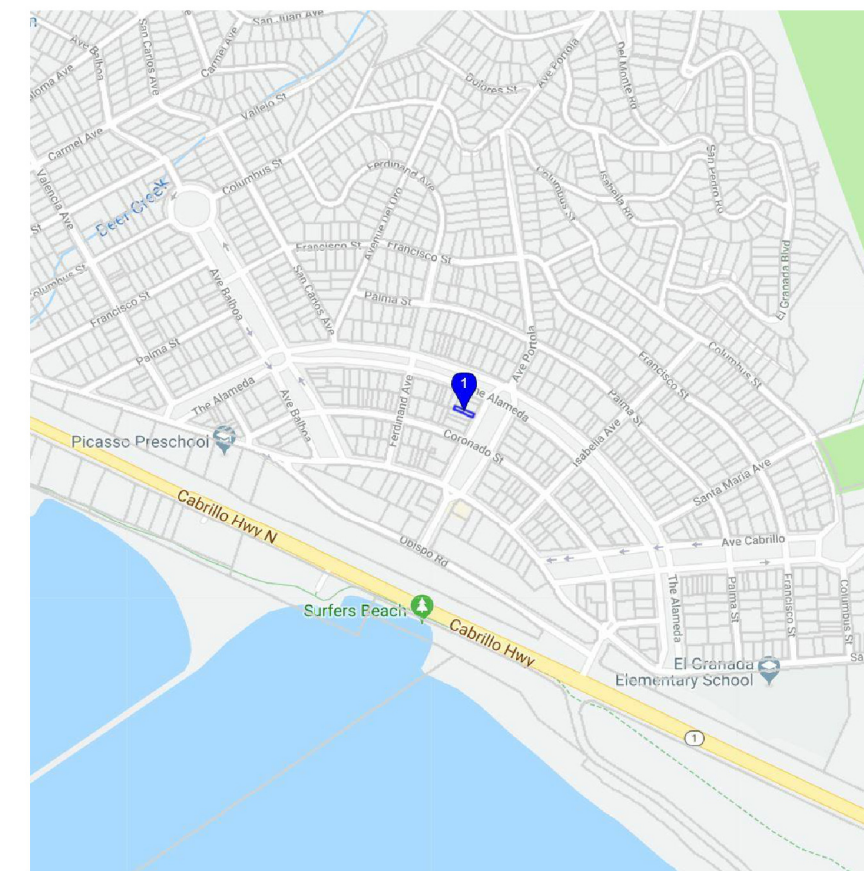 San Juan Ave
Ave Balboa
San Carlos Ave
Carmel Ave
Ave Portola
Del Monte Rd
Dolores St
Vallejo St
Carmel Ave
Columbus St
Ferdinand Ave
Isabella Rd
San Pedro Rd
Valencia Ave
Deer Creek
Avenue Del Oro
Columbus St
Francisco St
Francisco St
El Granada Blvd
Columbus St
Francisco St
Ave Balboa
San Carlos Ave
Palma St
Palma St
Ave Portola
Francisco St
Columbus St
The Alameda
Ave Balboa
Ferdinand Ave
1
The Alameda
Palma St
Isabella Ave
Picasso Preschool
Coronado St
Santa Maria Ave
Cabrillo Hwy N
Obispo Rd
Ave Cabrillo
Surfers Beach
Cabrillo Hwy
The Alameda
Palma St
Francisco St
Columbus St
El Granada
Elementary School
1